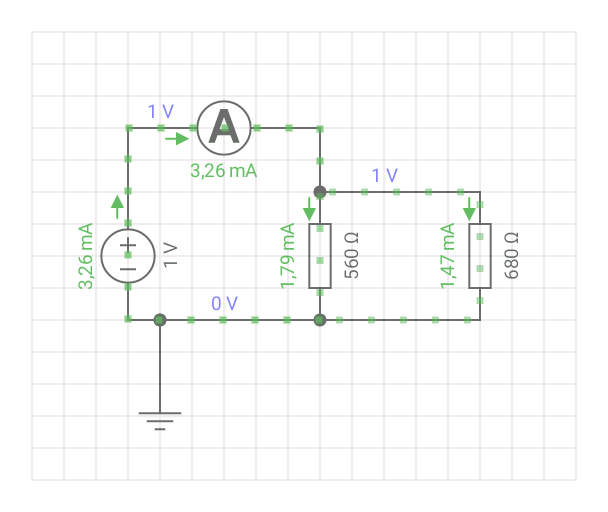 1 V
A
3,26 mA
1 V
3,26 mA
1 V
1,79 mA
560 Ω
1,47 mA
680 Ω
0 V